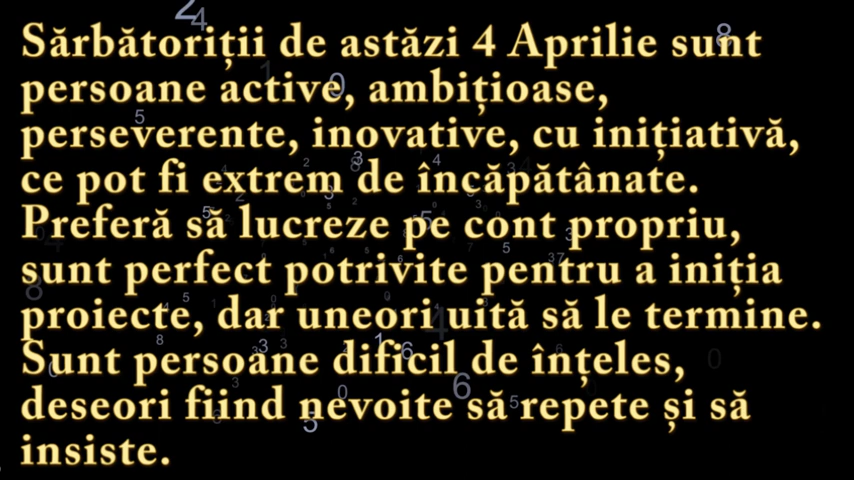 Sărbătoriții de astăzi 4 Aprilie sunt
persoane active, ambițioase,
perseverente, inovative, cu inițiativă,
ce pot fi extrem de încăpătânate.
Preferă să lucreze pe cont propriu,
sunt perfect potrivite pentru a iniția
proiecte, dar uneori uită să le termine.
Sunt persoane dificil de înțeles,
deseori fiind nevoite să repete și să
insiste.